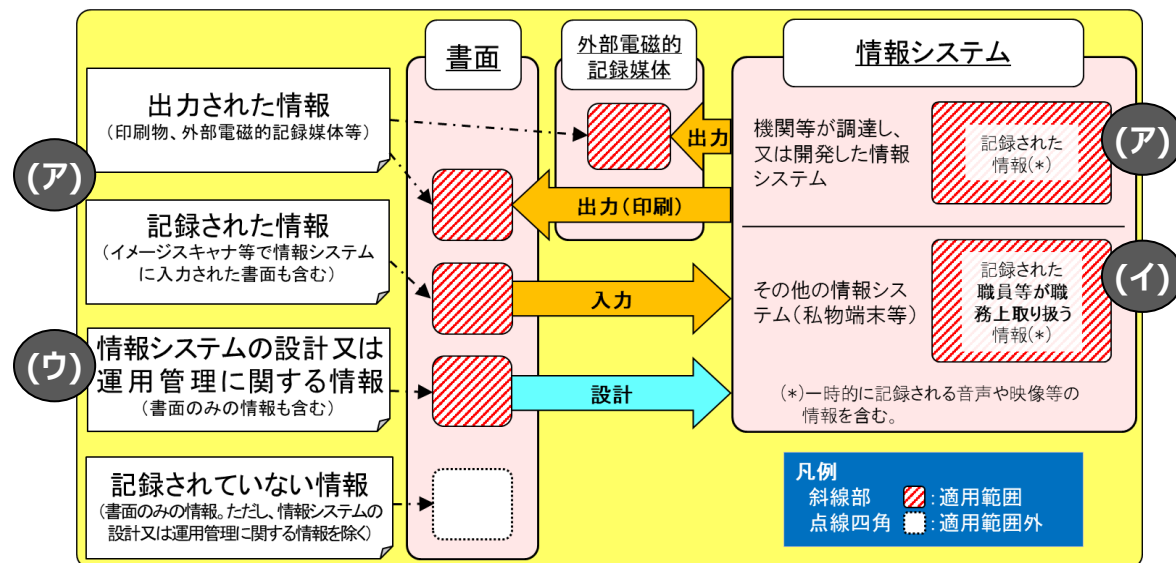 書面
外部電磁的
記録媒体
情報システム
出力された情報
(印刷物、外部電磁的記録媒体等)
(ア)
記録された情報
(イメージスキャナ等で情報システム
に入力された書面も含む)
(ウ)
情報システムの設計又は
運用管理に関する情報
(書面のみの情報も含む)
記録されていない情報
(書面のみの情報。ただし、情報システムの
設計又は運用管理に関する情報を除く)
出力
出力(印刷)
入力
設計
機関等が調達し、
又は開発した情報
システム
記録された
情報(*)
(ア)
その他の情報シス
テム(私物端末等)
記録された
職員等が職
務上取り扱う
情報(*)
(イ)
(*)一時的に記録される音声や映像等の
情報を含む。
凡例
斜線部 :適用範囲
点線四角 :適用範囲外